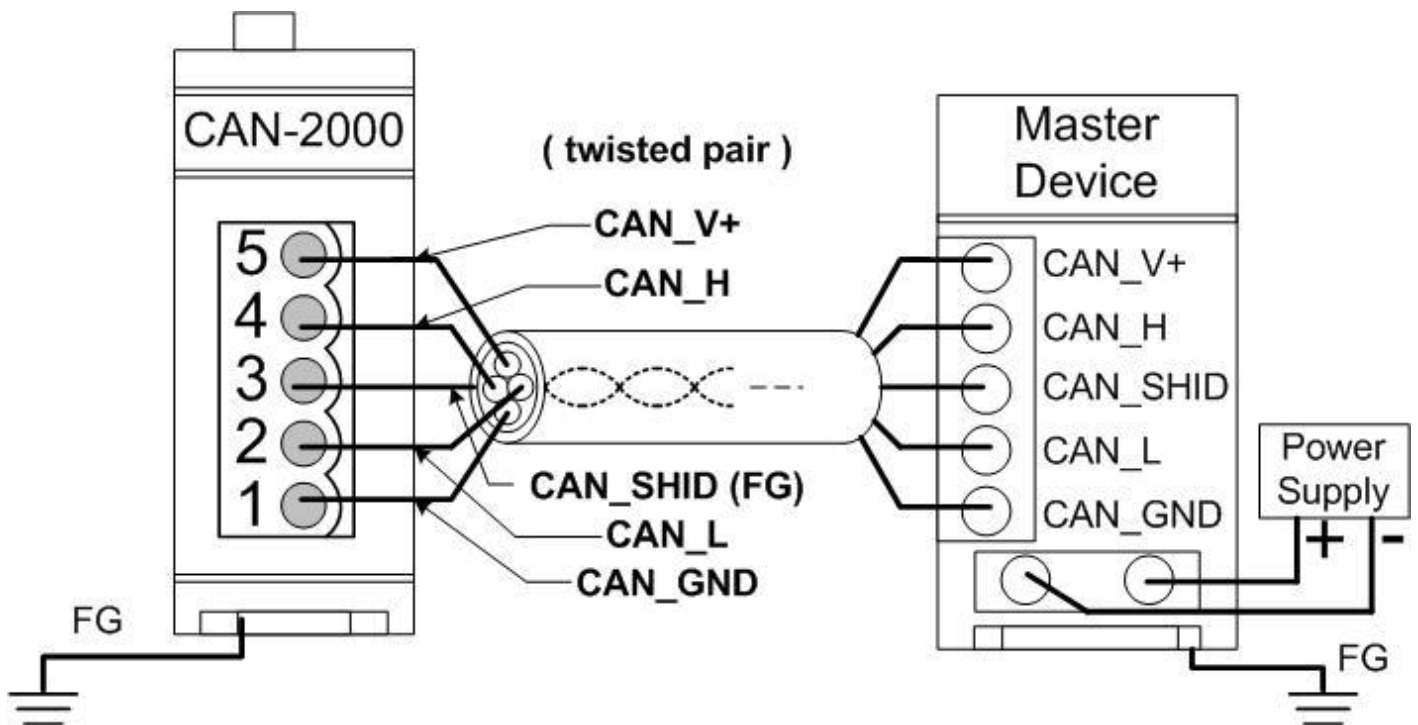 CAN-2000
5
4
3
2
1
FG
( twisted pair )
CAN_V+
CAN_H
CAN_SHID (FG)
CAN_L
CAN_GND
Master
Device
CAN_V+
CAN_H
CAN_SHID
CAN_L
CAN_GND
Power
Supply
+ -
FG